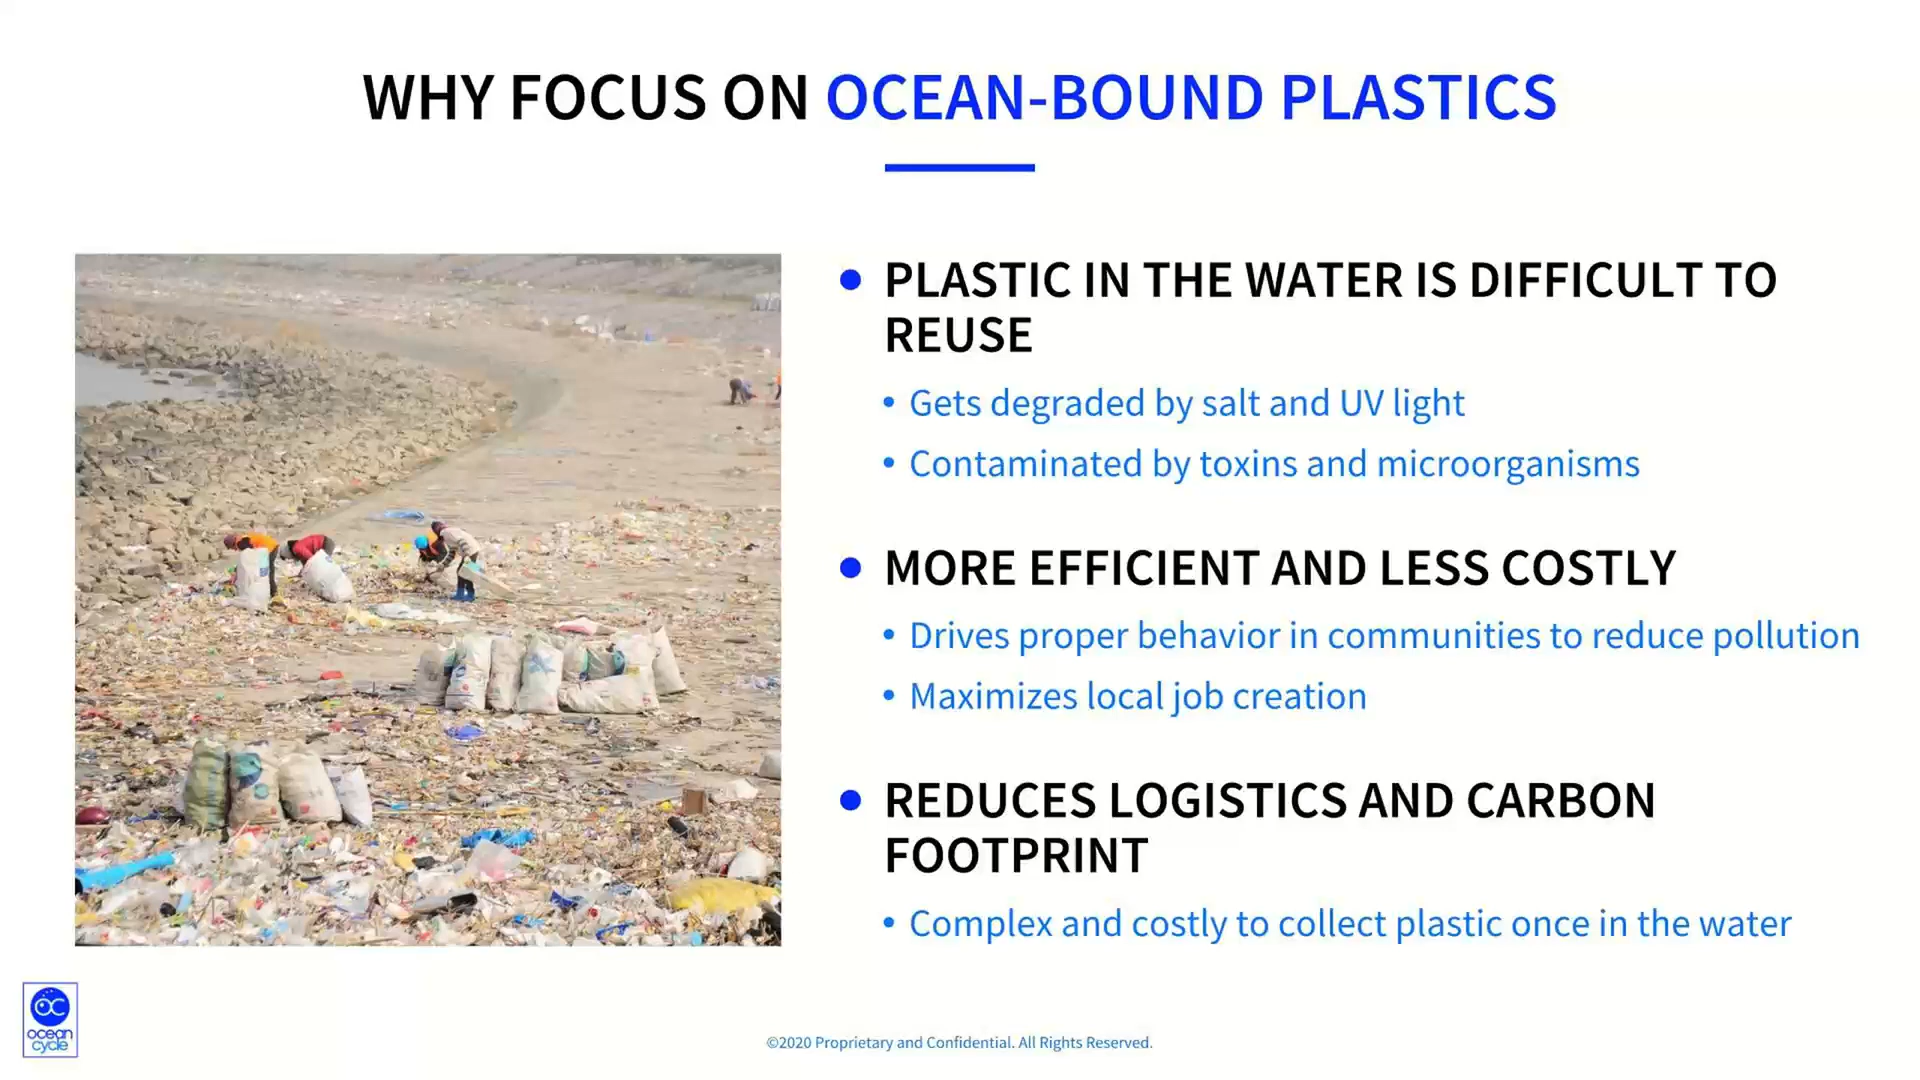 WHY FOCUS ON OCEAN-BOUND PLASTICS
• PLASTIC IN THE WATER IS DIFFICULT TO
REUSE
• Gets degraded by salt and UV light
• Contaminated by toxins and microorganisms
• MORE EFFICIENT AND LESS COSTLY
• Drives proper behavior in communities to reduce pollution
• Maximizes local job creation
• REDUCES LOGISTICS AND CARBON
FOOTPRINT
• Complex and costly to collect plastic once in the water
OC
ocean
cycle
©2020 Proprietary and Confidential. All Rights Reserved.